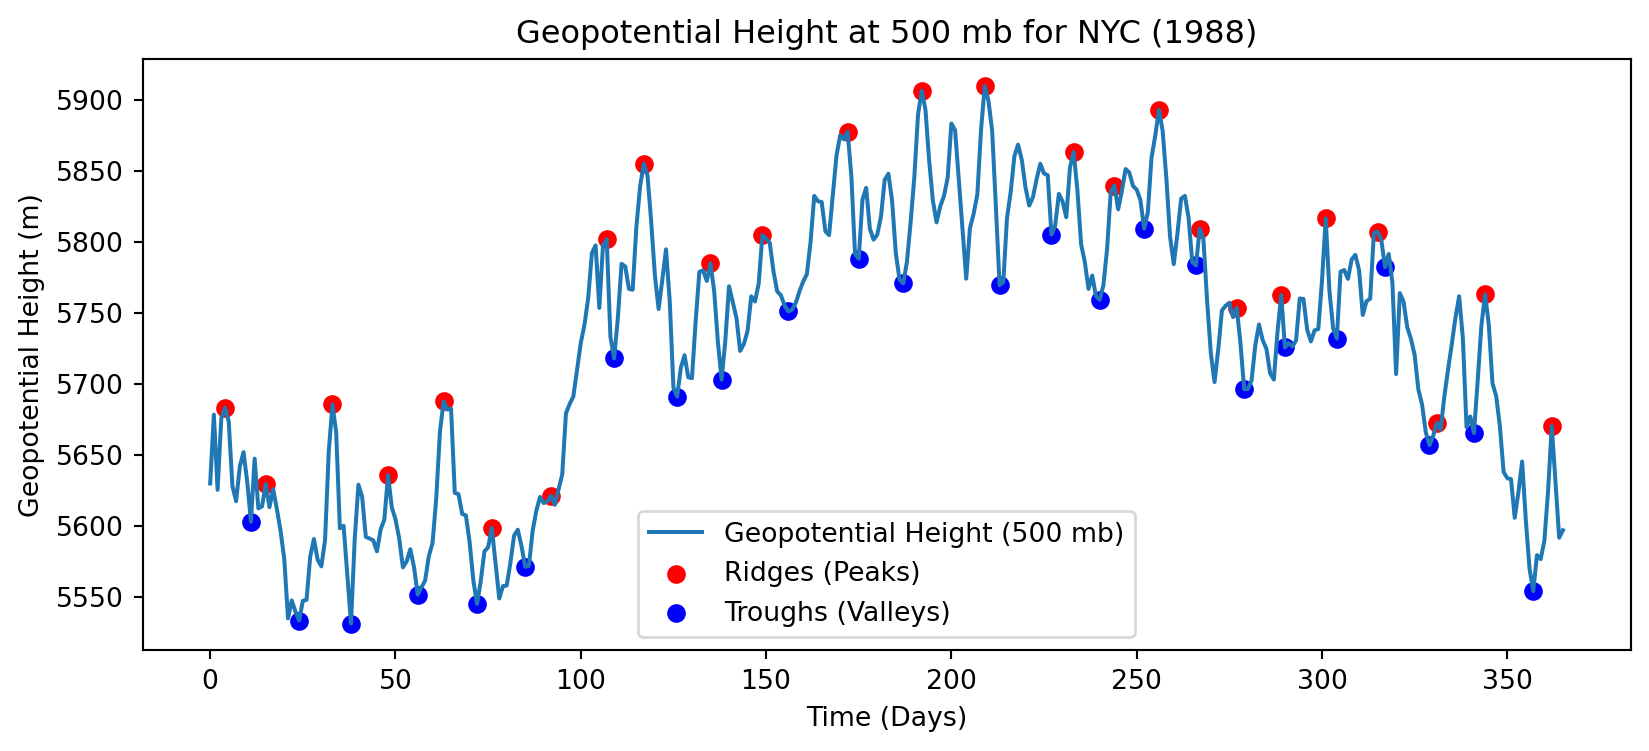 Geopotential Height at 500 mb for NYC (1988)
Geopotential Height (m)
5900
5850
5800
5750
5700
5650
5600
5550
Geopotential Height (500 mb)
Ridges (Peaks)
Troughs (Valleys)
0 50 100 150 200 250 300 350
Time (Days)